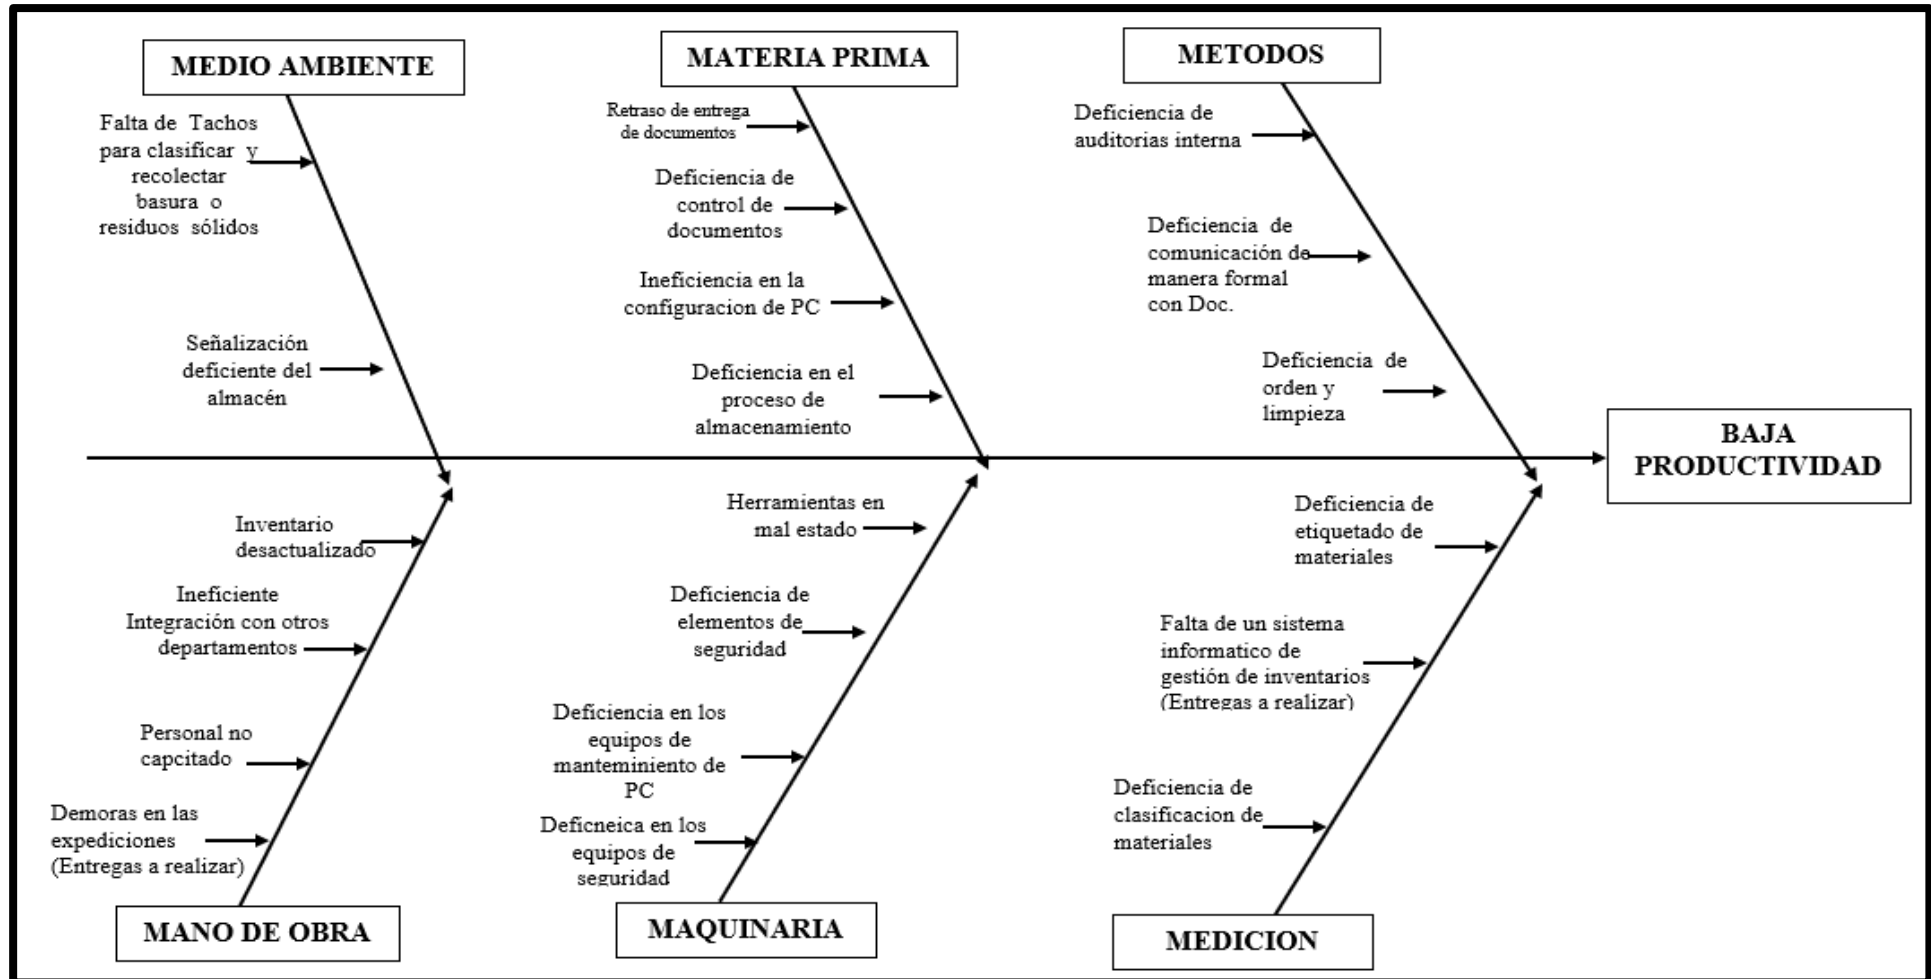 MEDIO AMBIENTE
Falta de Tachos
para clasificar y
recolectar
basura o
residuos sólidos
Señalización
deficiente del
almacén
MATERIA PRIMA
Retraso de entrega
de documentos
Deficiencia de
control de
documentos
Ineficiencia en la
configuracion de PC
Deficiencia en el
proceso de
almacenamiento
METODOS
Deficiencia de
auditorias interna
Deficiencia de
comunicación de
manera formal
con Doc.
Deficiencia de
orden y
limpieza
BAJA
PRODUCTIVIDAD
Inventario
desactualizado
Ineficiente
Integración con otros
departamentos
Personal no
capcitado
Demoras en las
expediciones
(Entregas a realizar)
MANO DE OBRA
Herramientas en
mal estado
Deficiencia de
elementos de
seguridad
Deficiencia en los
equipos de
manteminiento de
PC
Deficneica en los
equipos de
seguridad
MAQUINARIA
Deficiencia de
etiquetado de
materiales
Falta de un sistema
informatico de
gestión de inventarios
(Entregas a realizar)
Deficiencia de
clasificacion de
materiales
MEDICION